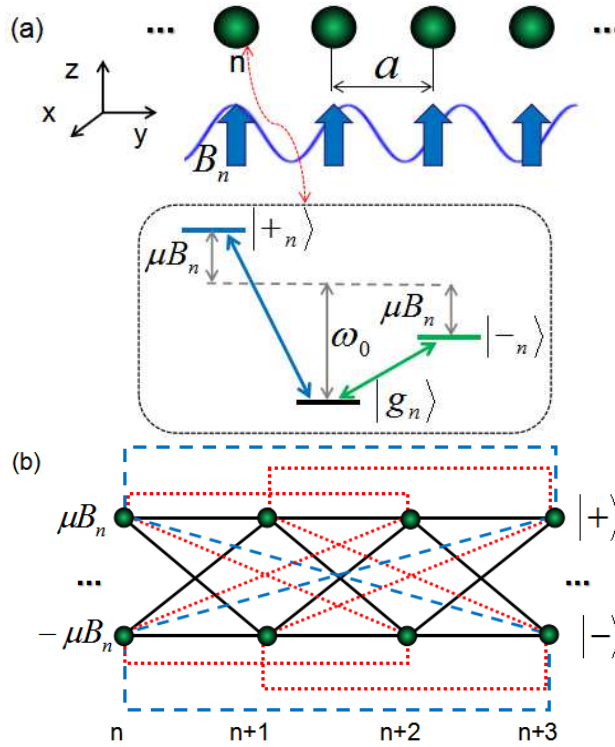 (a)
... ...
n
a
z
x
y
B_n
|+_n⟩
μB_n
μB_n
|-_n⟩
ω_0
|g_n⟩
(b)
μB_n
|+⟩
... ...
-μB_n
|-⟩
n n+1 n+2 n+3